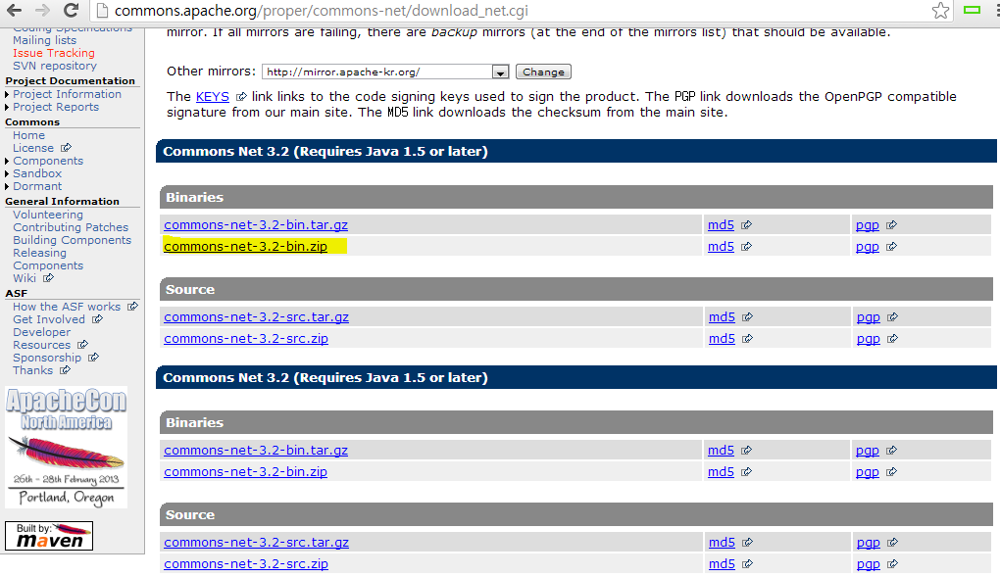 commons.apache.org/proper/commons-net/download_net.cgi
Coding Specifications
Mailing lists
Issue Tracking
SVN repository
Project Documentation
Project Information
Project Reports
Commons
Home
License
Components
Sandbox
Dormant
General Information
Volunteering
Contributing Patches
Building Components
Releasing
Components
Wiki
ASF
How the ASF works
Get Involved
Developer
Resources
Sponsorship
Thanks
ApacheCon
North America
26th - 28th February 2013
Portland, Oregon
Built by:
maven
mirror. If all mirrors are failing, there are backup mirrors (at the end of the mirrors list) that should be available.
Other mirrors: http://mirror.apache-kr.org/ Change
The KEYS link links to the code signing keys used to sign the product. The PGP link downloads the OpenPGP compatible
signature from our main site. The MD5 link downloads the checksum from the main site.
Commons Net 3.2 (Requires Java 1.5 or later)
Binaries
commons-net-3.2-bin.tar.gz md5 pgp
commons-net-3.2-bin.zip md5 pgp
Source
commons-net-3.2-src.tar.gz md5 pgp
commons-net-3.2-src.zip md5 pgp
Commons Net 3.2 (Requires Java 1.5 or later)
Binaries
commons-net-3.2-bin.tar.gz md5 pgp
commons-net-3.2-bin.zip md5 pgp
Source
commons-net-3.2-src.tar.gz md5 pgp
commons-net-3.2-src.zip md5 pgp